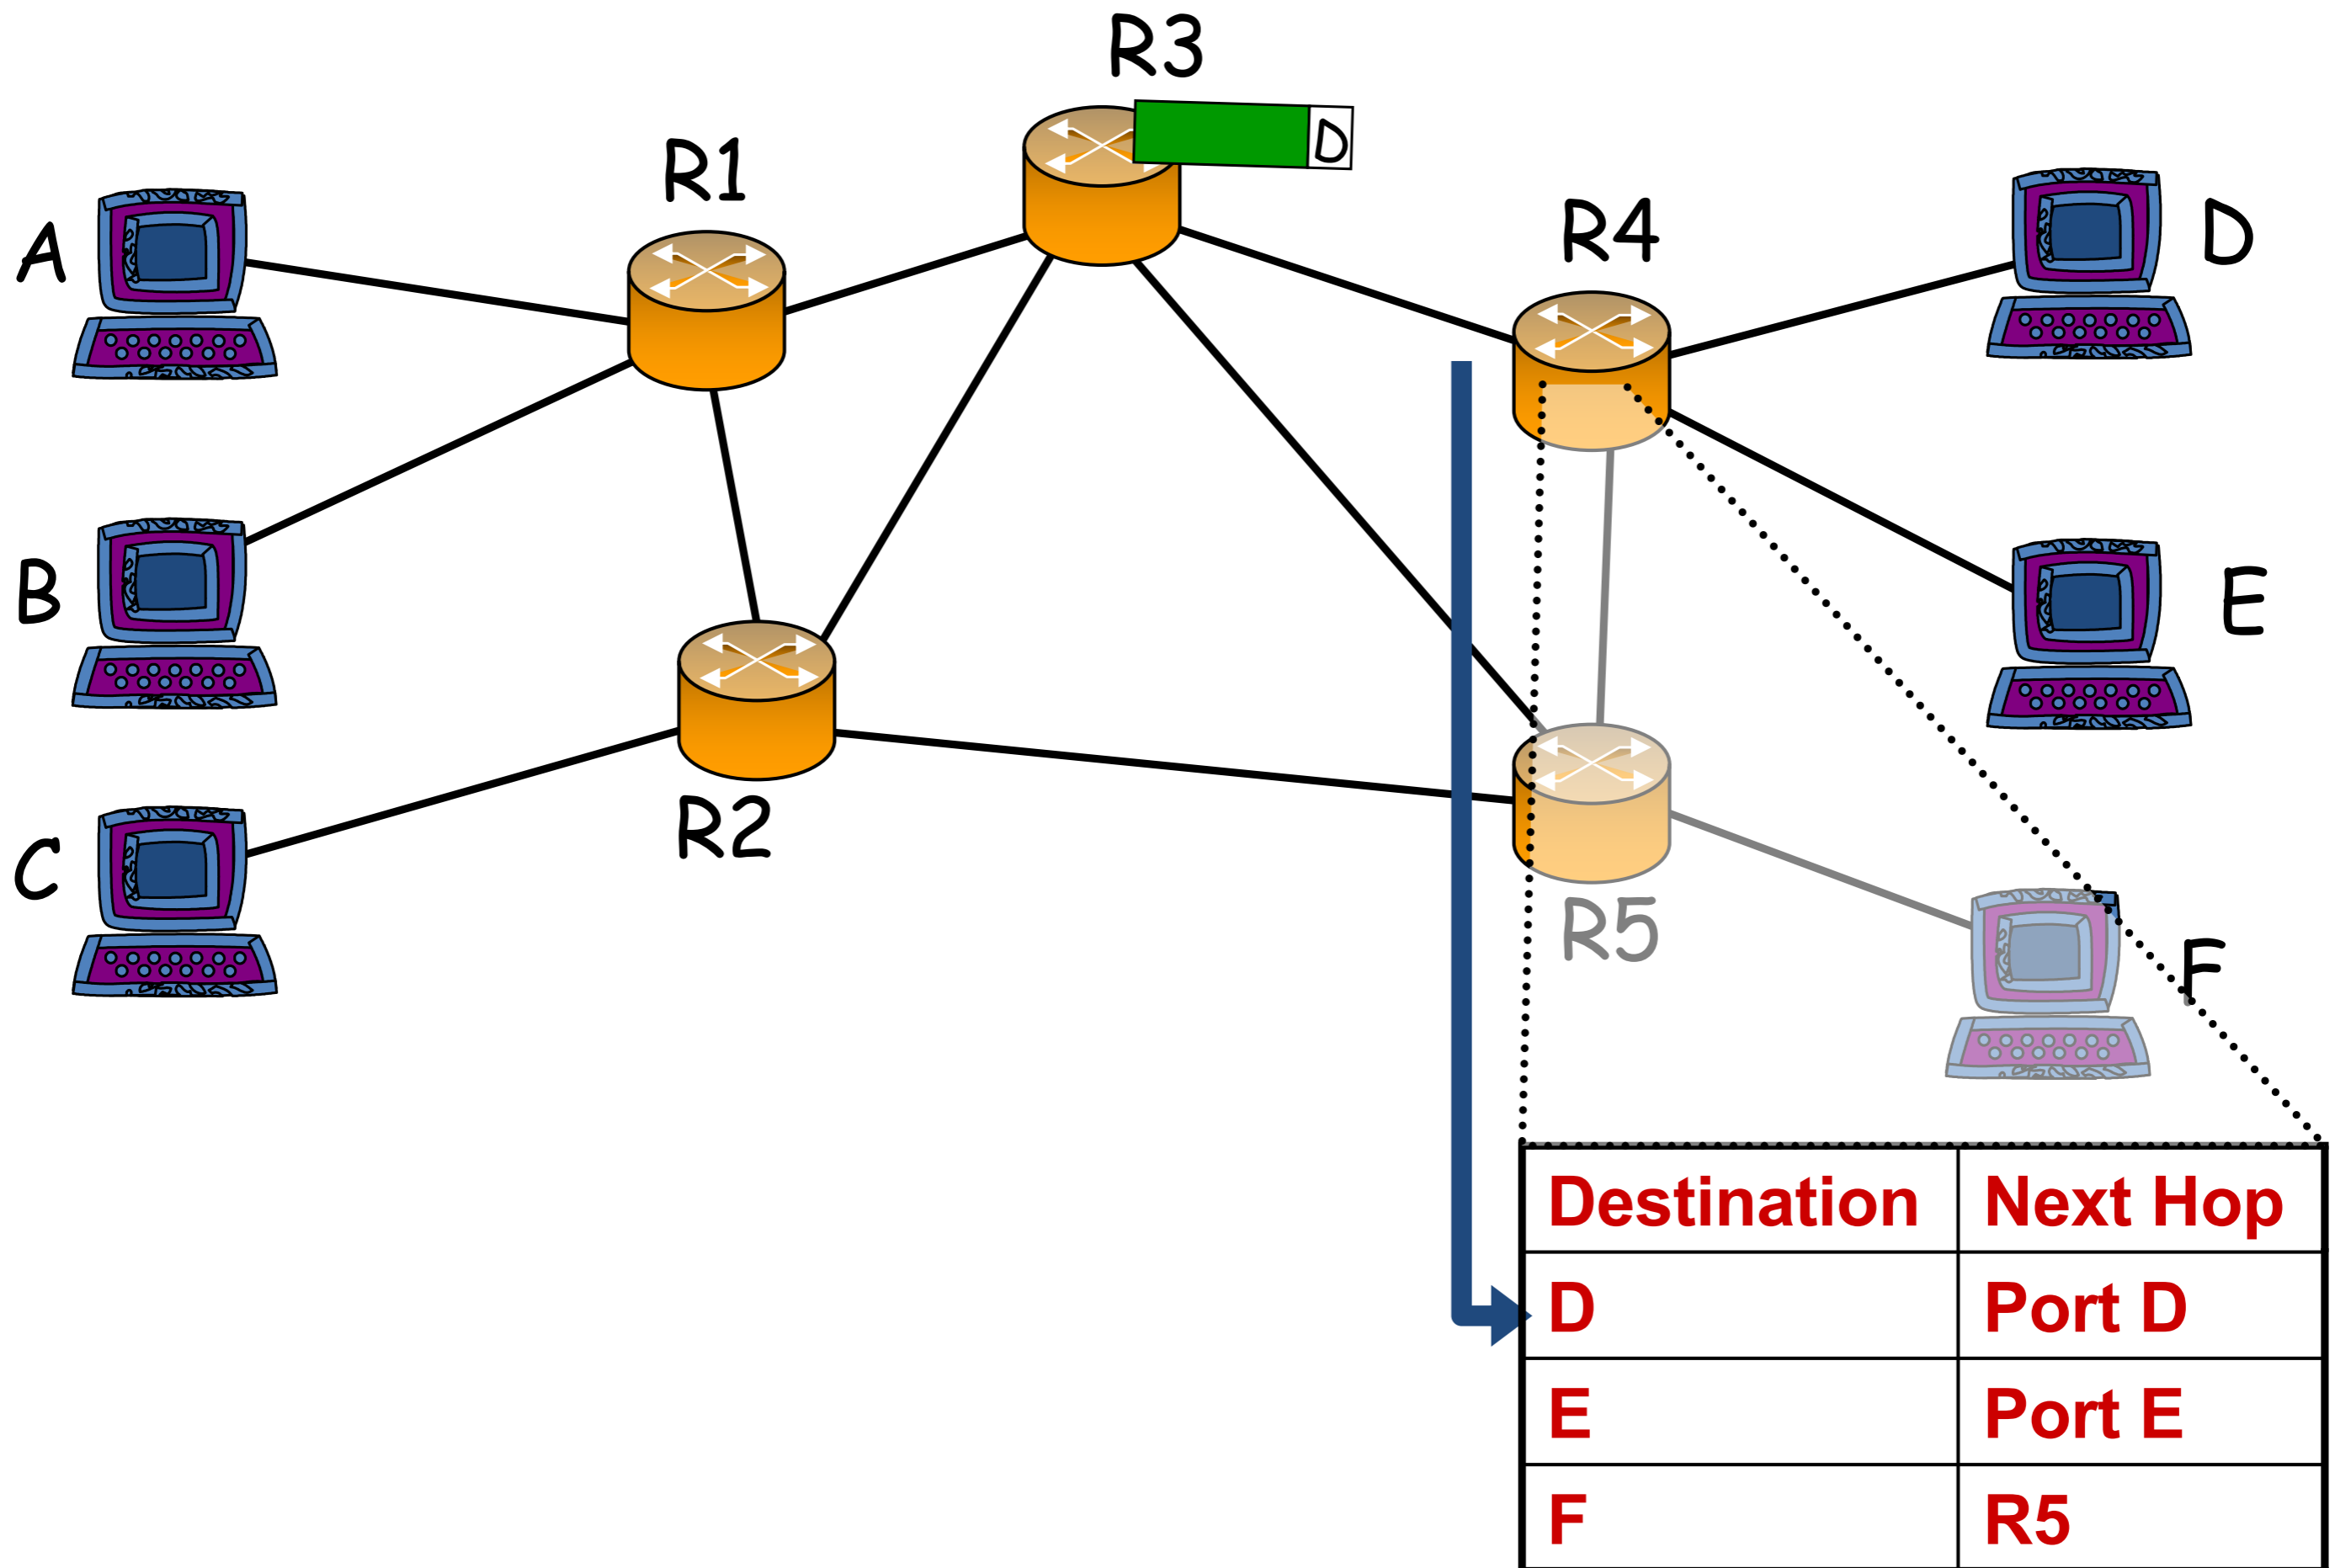 R3
R1
R4
D
A
D
B
E
R2
C
R5
F
Destination Next Hop
D Port D
E Port E
F R5